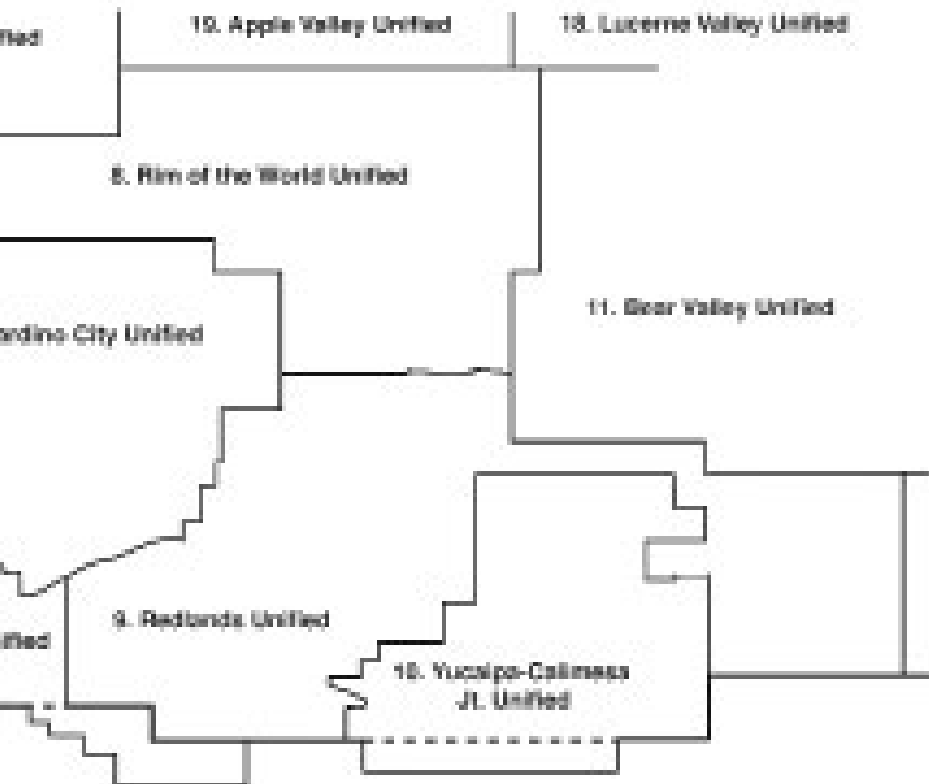 19. Apple Valley Unified
18. Lucerne Valley Unified
8. Rim of the World Unified
11. Bear Valley Unified
ardino City Unified
9. Redlands Unified
ified
10. Yucaipa-Calimesa
Jt. Unified